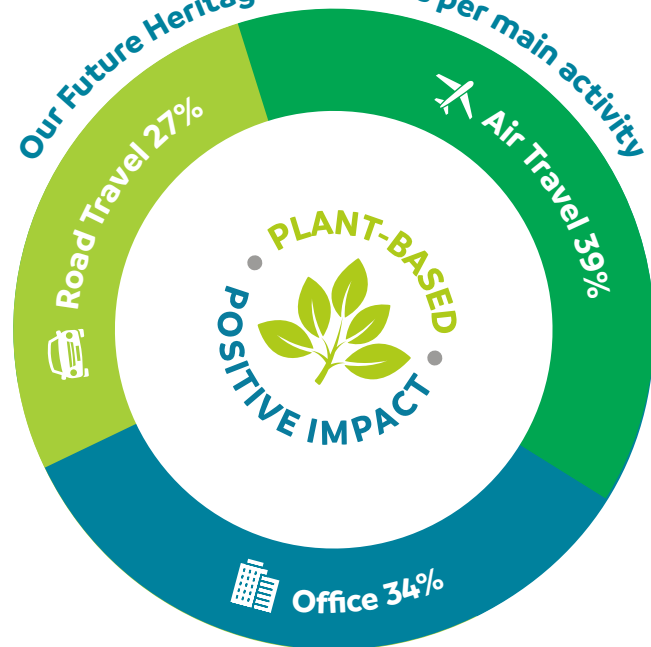 Our Future Heritag
per main activity
Air Travel 39%
Road Travel 27%
Office 34%
PLANT-BASED
POSITIVE IMPACT